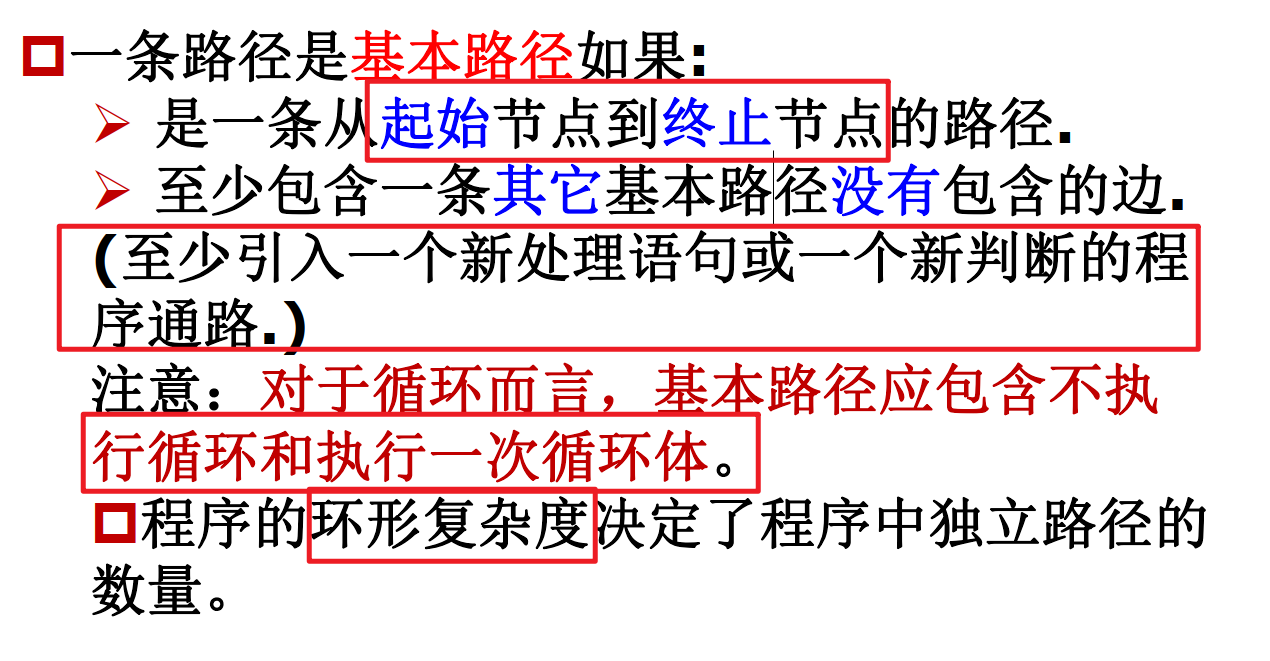 一条路径是基本路径如果:
是一条从起始节点到终止节点的路径.
至少包含一条其它基本路径没有包含的边.
(至少引入一个新处理语句或一个新判断的程
序通路.)
注意：对于循环而言，基本路径应包含不执
行循环和执行一次循环体。
程序的环形复杂度决定了程序中独立路径的
数量。